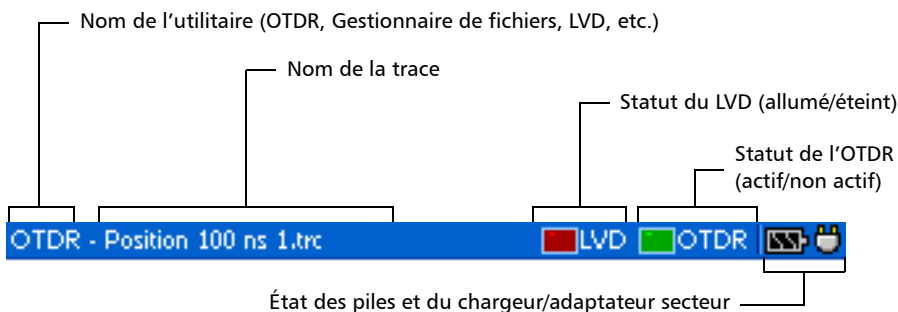 Nom de l’utilitaire (OTDR, Gestionnaire de fichiers, LVD, etc.)
Nom de la trace
Statut du LVD (allumé/éteint)
Statut de l’OTDR
(actif/non actif)
OTDR - Position 100 ns 1.trc LVD OTDR
État des piles et du chargeur/adaptateur secteur